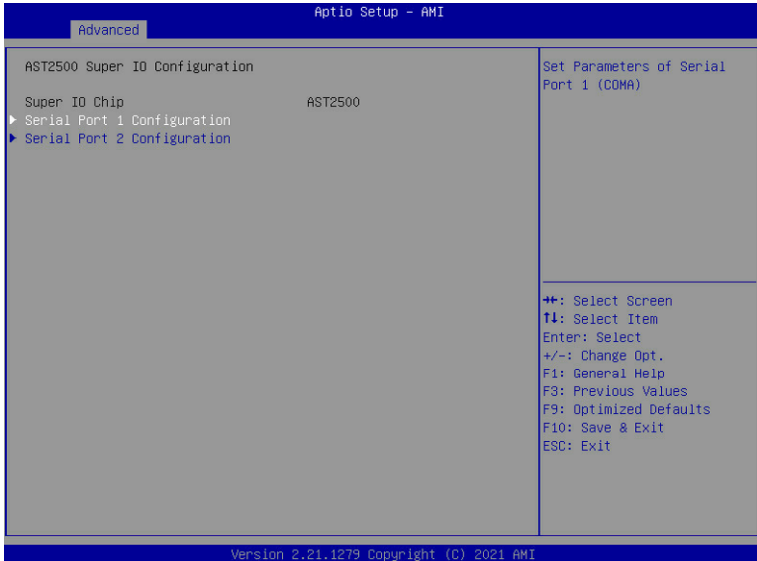 Aptio Setup – AMI
Advanced
AST2500 Super IO Configuration
Super IO Chip AST2500
▶ Serial Port 1 Configuration
▶ Serial Port 2 Configuration
Set Parameters of Serial
Port 1 (COMA)
→←: Select Screen
↑↓: Select Item
Enter: Select
+/-: Change Opt.
F1: General Help
F3: Previous Values
F9: Optimized Defaults
F10: Save & Exit
ESC: Exit
Version 2.21.1279 Copyright (C) 2021 AMI